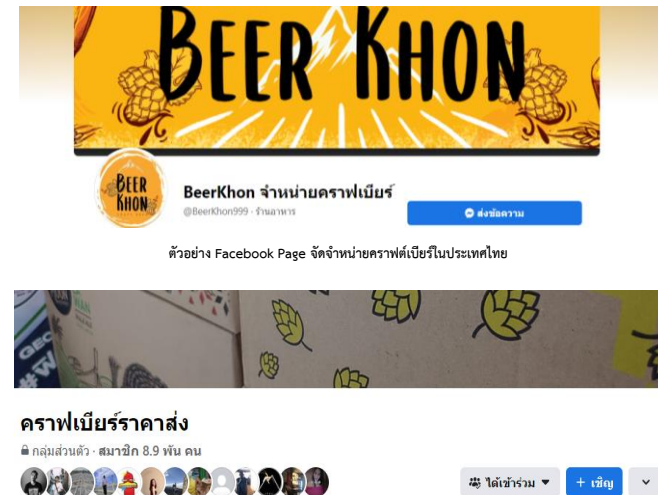 BEER KHON
BEER
KHON
BeerKhon จำหน่ายคราฟเบียร์
@BeerKhon999 · ร้านอาหาร
ส่งข้อความ
ตัวอย่าง Facebook Page จัดจำหน่ายคราฟต์เบียร์ในประเทศไทย
คราฟเบียร์ราคาส่ง
กลุ่มส่วนตัว · สมาชิก 8.9 พัน คน
ได้เข้าร่วม
+ เชิญ